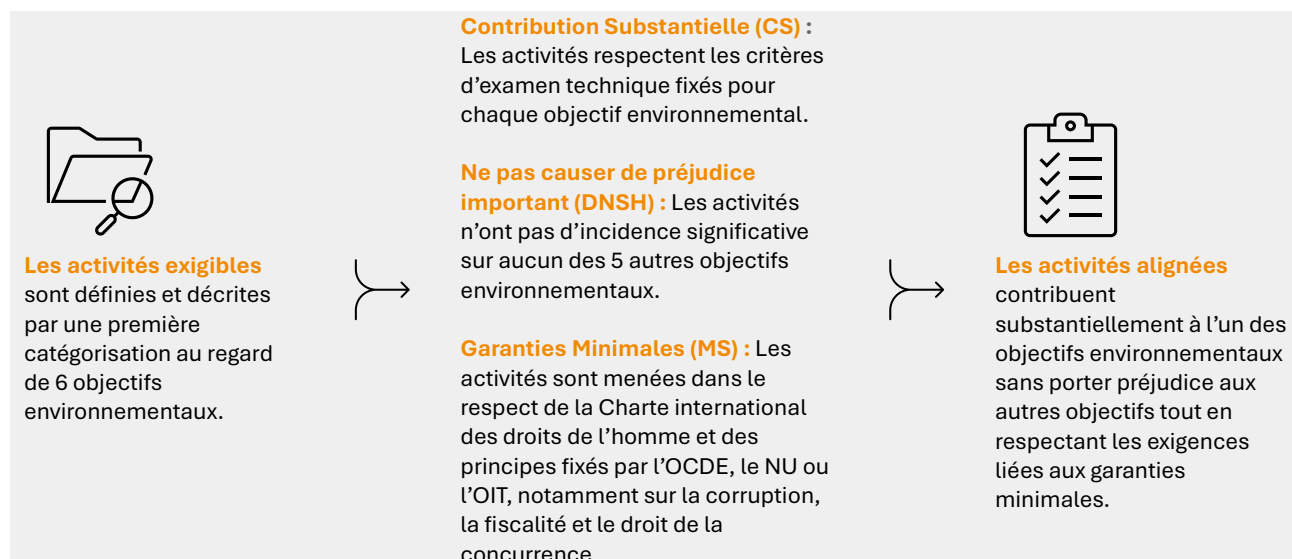 Les activités exigibles
sont définies et décrites
par une première
catégorisation au regard
de 6 objectifs
environnementaux.
Contribution Substantielle (CS) :
Les activités respectent les critères
d’examen technique fixés pour
chaque objectif environnemental.
Ne pas causer de préjudice
important (DNSH) : Les activités
n’ont pas d’incidence significative
sur aucun des 5 autres objectifs
environnementaux.
Garanties Minimales (MS) : Les
activités sont menées dans le
respect de la Charte international
des droits de l’homme et des
principes fixés par l’OCDE, le NU ou
l’OIT, notamment sur la corruption,
la fiscalité et le droit de la
concurrence
Les activités alignées
contribuent
substantiellement à l’un des
objectifs environnementaux
sans porter préjudice aux
autres objectifs tout en
respectant les exigences
liées aux garanties
minimales.